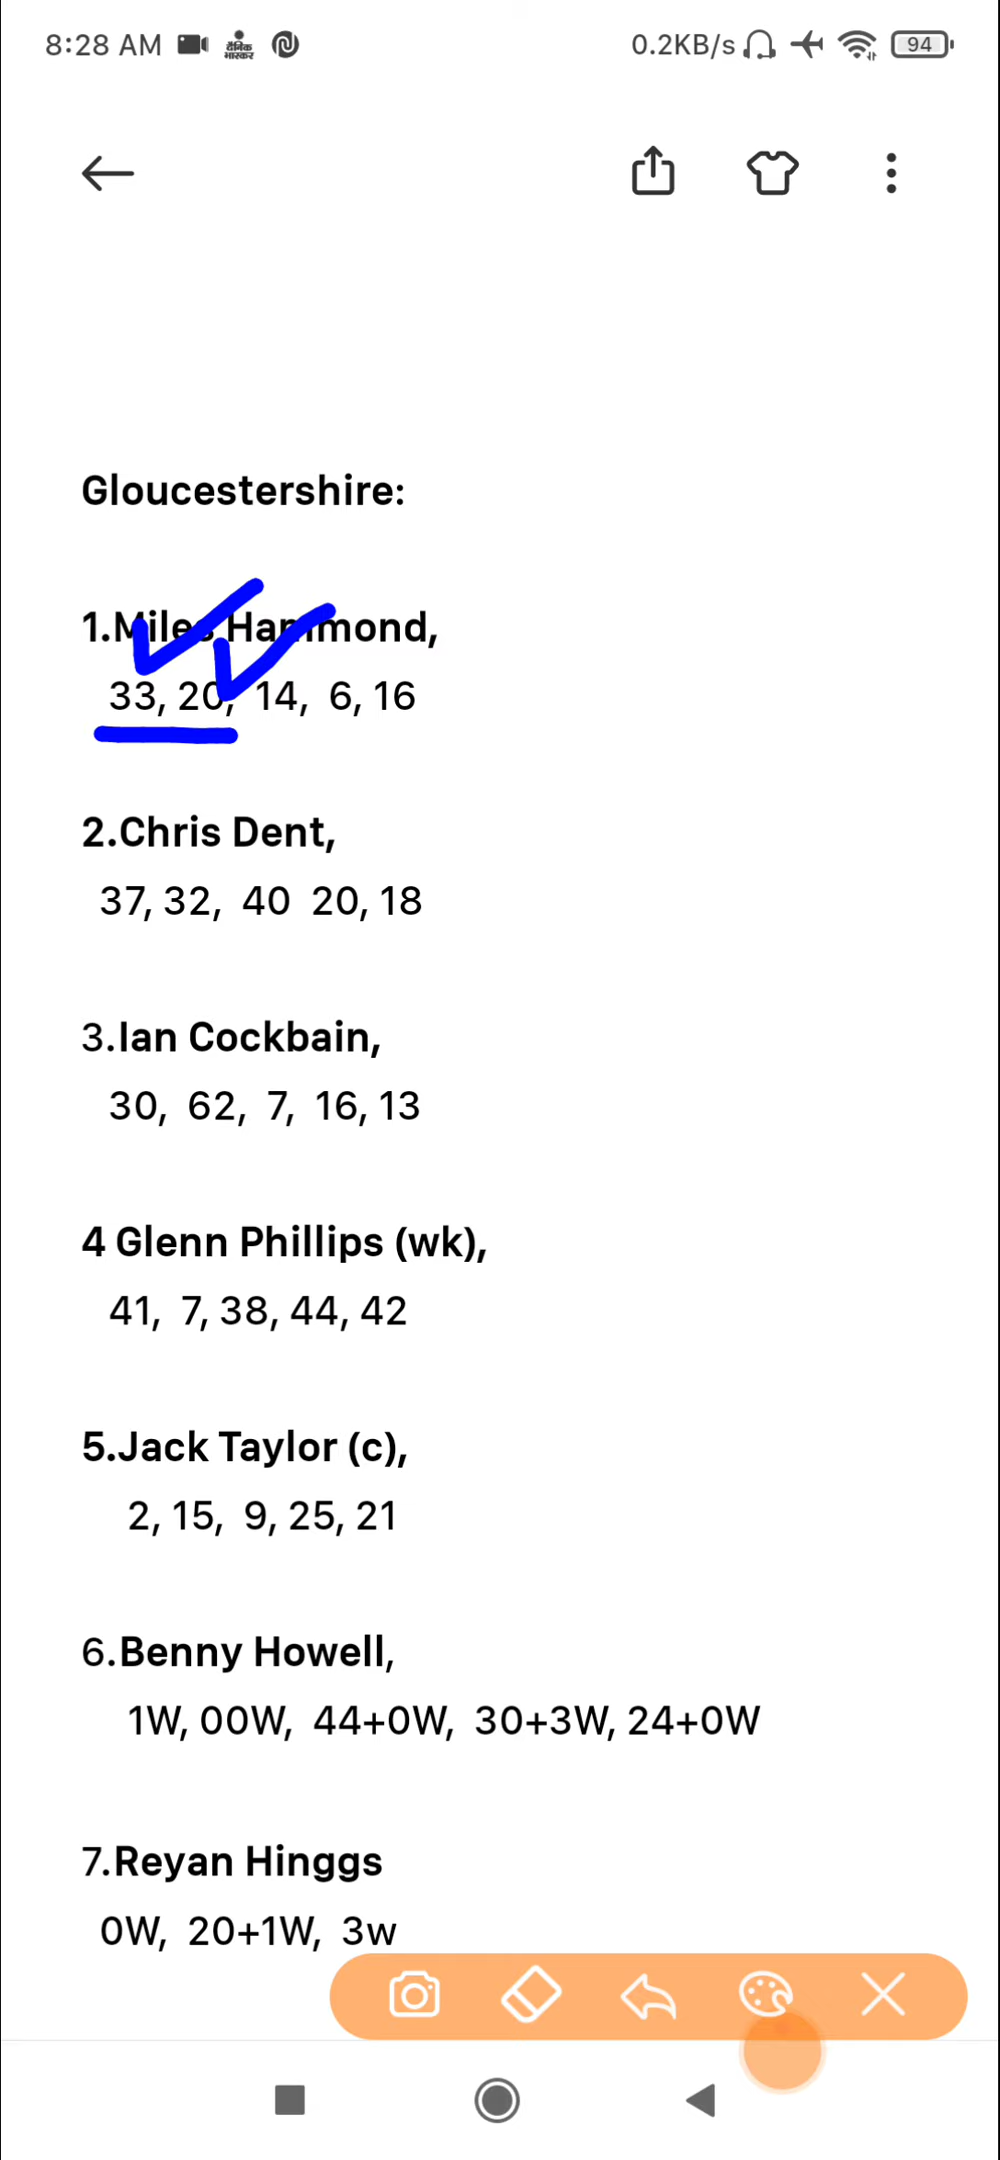 8:28 AM
दैनिक
भास्कर
0.2KB/s
94
Gloucestershire:
1.Miles Hammond,
33, 20, 14, 6, 16
2.Chris Dent,
37, 32, 40 20, 18
3.Ian Cockbain,
30, 62, 7, 16, 13
4 Glenn Phillips (wk),
41, 7, 38, 44, 42
5.Jack Taylor (c),
2, 15, 9, 25, 21
6.Benny Howell,
1W, 00W, 44+0W, 30+3W, 24+0W
7.Reyan Hinggs
0W, 20+1W, 3w